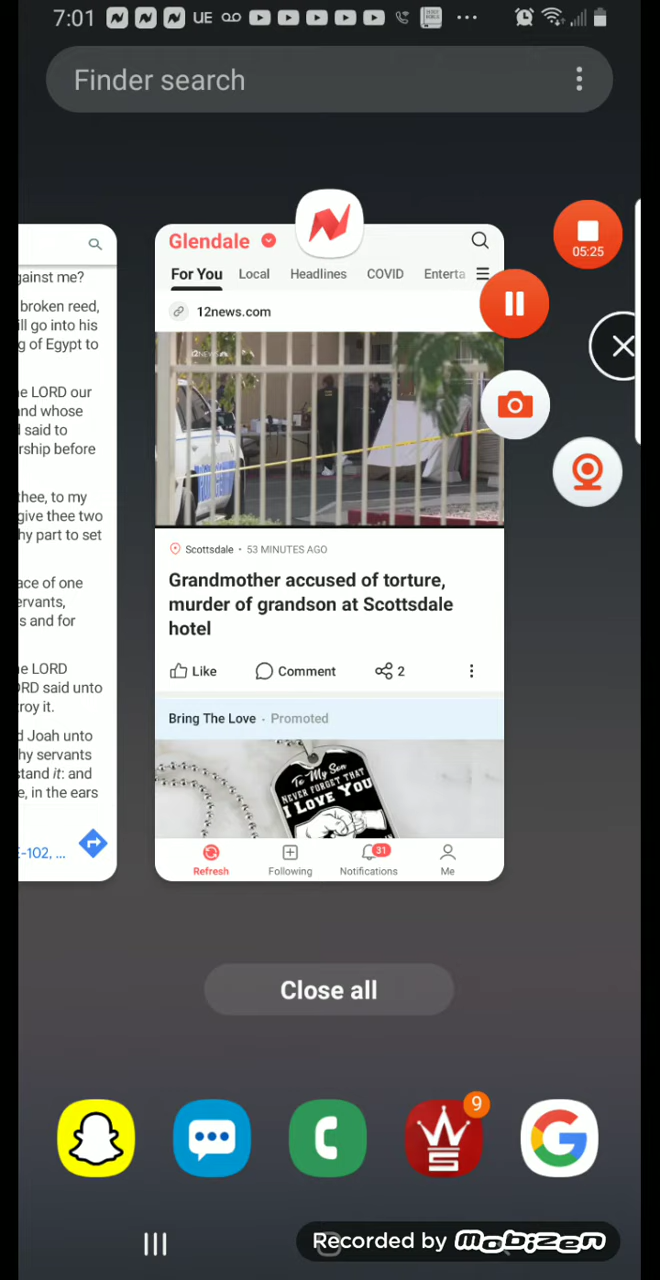 7:01 UE
Finder search
05:25
gainst me?
broken reed,
ill go into his
g of Egypt to
e LORD our
nd whose
said to
rship before
thee, to my
give thee two
hy part to set
ace of one
ervants,
s and for
e LORD
RD said unto
roy it.
d Joah unto
hy servants
stand it: and
e, in the ears
E-102, ...
Glendale
For You Local Headlines COVID Enterta
12news.com
12NEWS
Scottsdale • 53 MINUTES AGO
Grandmother accused of torture,
murder of grandson at Scottsdale
hotel
Like Comment 2
Bring The Love · Promoted
To My Son
NEVER FORGET THAT
I LOVE YOU
31
Refresh Following Notifications Me
Close all
9
W
S
G
Recorded by mobizen